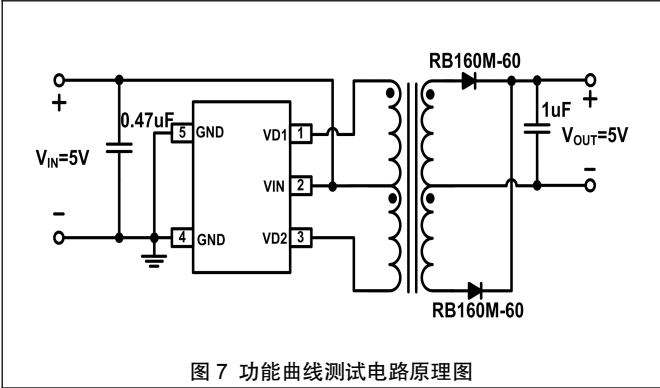 RB160M-60
+
0.47uF
5
GND
VD1
1
1uF
+
V_IN=5V
VIN
2
V_OUT=5V
-
-
4
GND
VD2
3
RB160M-60
图 7 功能曲线测试电路原理图